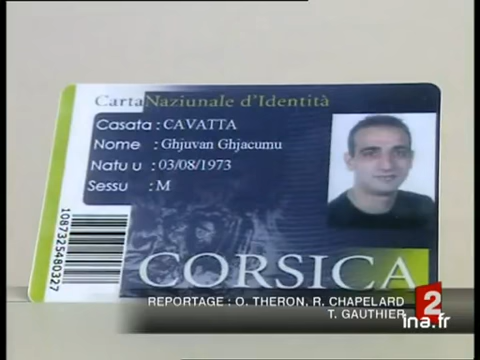 Carta Naziunale d'Identità
Casata : CAVATTA
Nome : Ghjuvan Ghjacumu
Natu u : 03/08/1973
Sessu : M
1087325480327
CORSICA
REPORTAGE : O. THERON, R. CHAPELARD
T. GAUTHIER
2
ina.fr